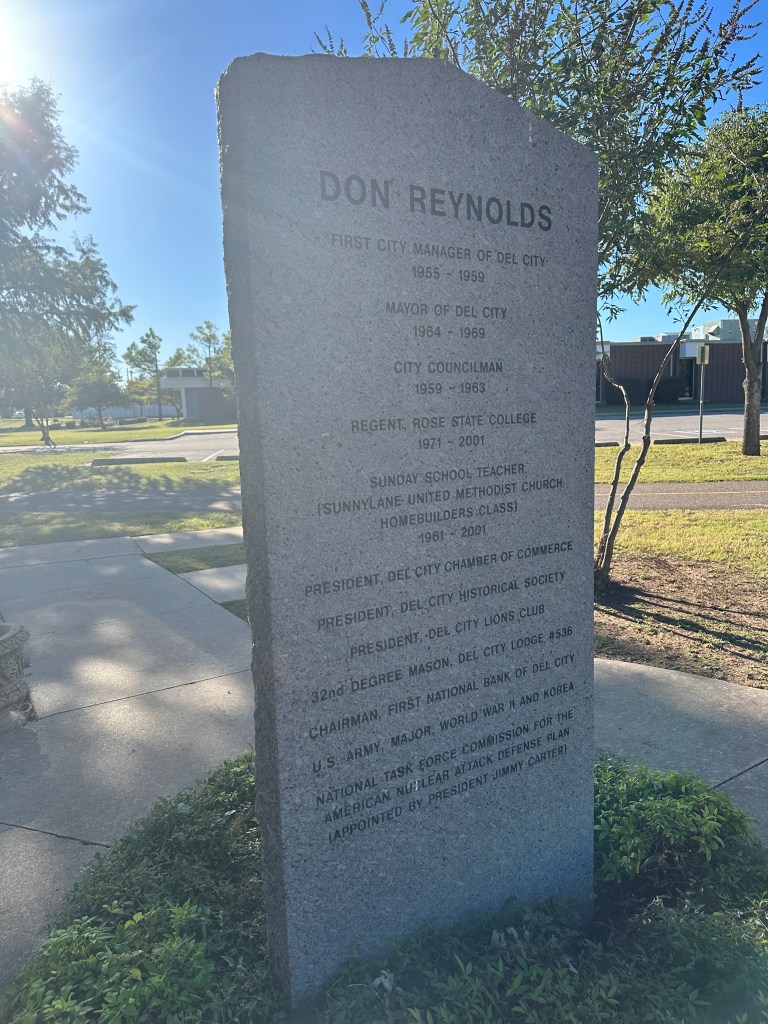 DON REYNOLDS
FIRST CITY MANAGER OF DEL CITY
1955 - 1959
MAYOR OF DEL CITY
1964 - 1969
CITY COUNCILMAN
1959 - 1963
REGENT, ROSE STATE COLLEGE
1971 - 2001
SUNDAY SCHOOL TEACHER
(SUNNYLANE UNITED METHODIST CHURCH
HOMEBUILDERS CLASS)
1961 - 2001
PRESIDENT, DEL CITY CHAMBER OF COMMERCE
PRESIDENT, DEL CITY HISTORICAL SOCIETY
PRESIDENT, DEL CITY LIONS CLUB
32nd DEGREE MASON, DEL CITY LODGE #536
CHAIRMAN, FIRST NATIONAL BANK OF DEL CITY
U.S. ARMY, MAJOR, WORLD WAR II AND KOREA
NATIONAL TASK FORCE COMMISSION FOR THE
AMERICAN NUCLEAR ATTACK DEFENSE PLAN
(APPOINTED BY PRESIDENT JIMMY CARTER)